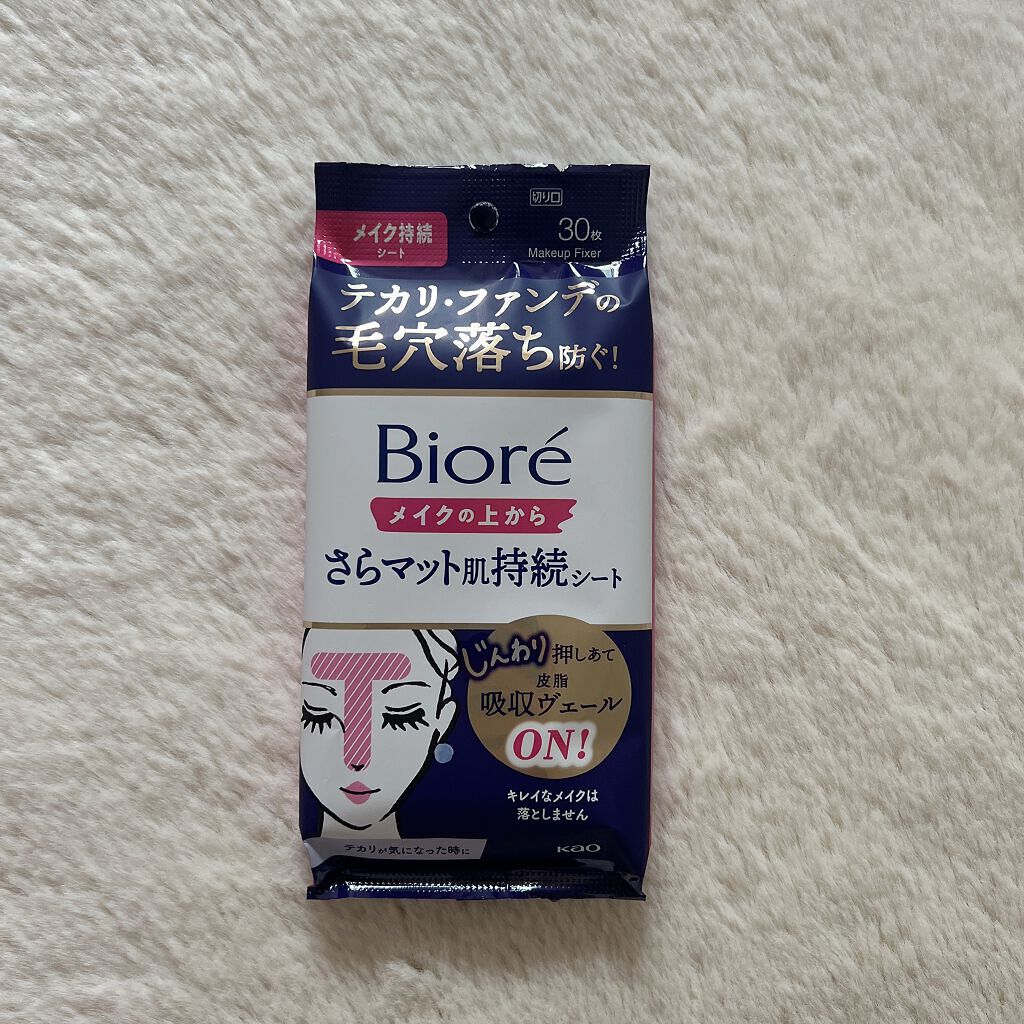 切り口
メイク持続
シート
30枚
Makeup Fixer
テカリ・ファンデの
毛穴落ち防ぐ!
Bioré
メイクの上から
さらマット肌持続シート
じんわり押しあて
皮脂
吸収ヴェール
ON!
キレイなメイクは
落としません
テカリが気になった時に
Kao